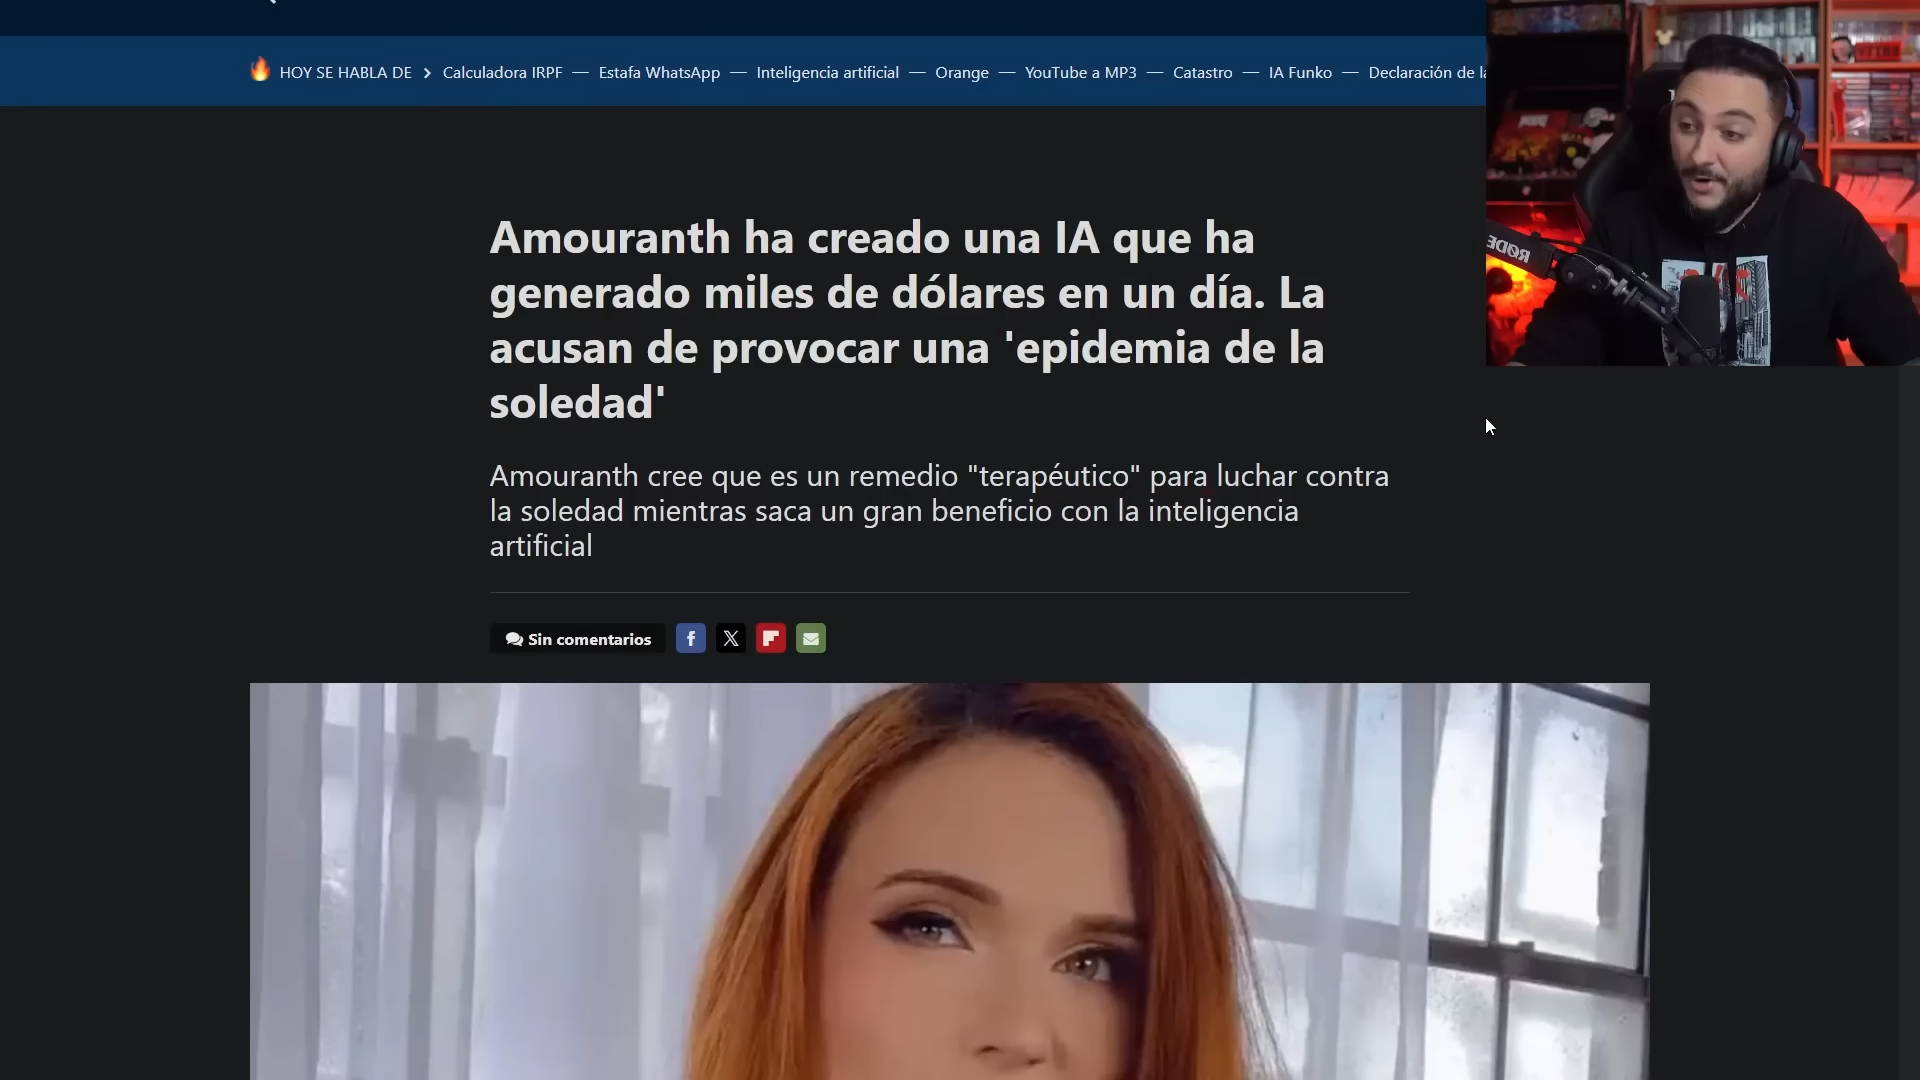 HOY SE HABLA DE
Calculadora IRPF — Estafa WhatsApp — Inteligencia artificial — Orange — YouTube a MP3 — Catastro — IA Funko — Declaración de la
Amouranth ha creado una IA que ha
generado miles de dólares en un día. La
acusan de provocar una 'epidemia de la
soledad'
Amouranth cree que es un remedio "terapéutico" para luchar contra
la soledad mientras saca un gran beneficio con la inteligencia
artificial
Sin comentarios
RØDE